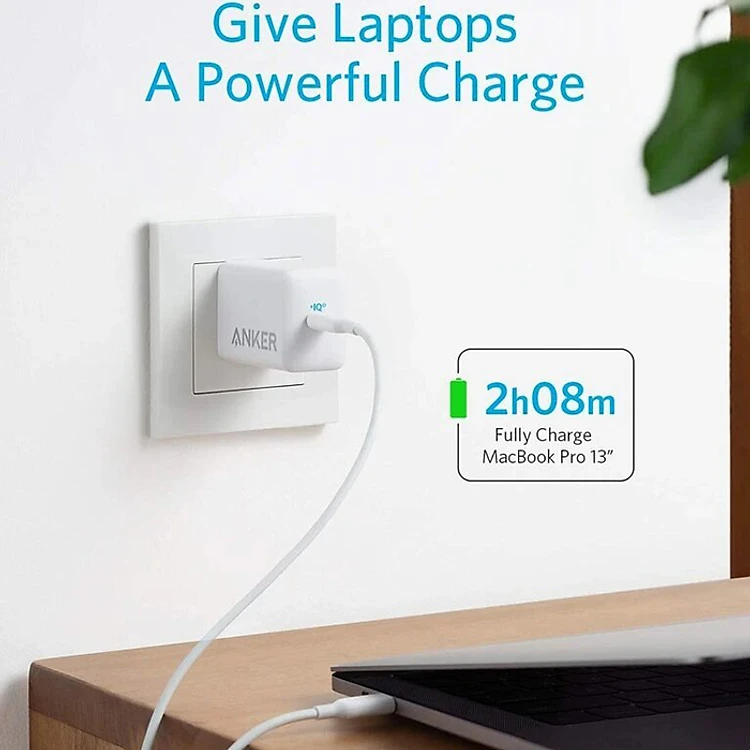 Give Laptops
A Powerful Charge
IQ
ANKER
2h08m
Fully Charge
MacBook Pro 13”